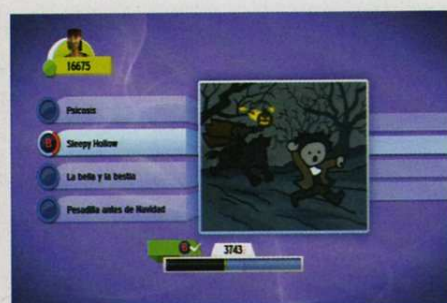 16675
Psicosis
B Sleepy Hollow
La bella y la bestia
Pesadilla antes de Navidad
B 3743